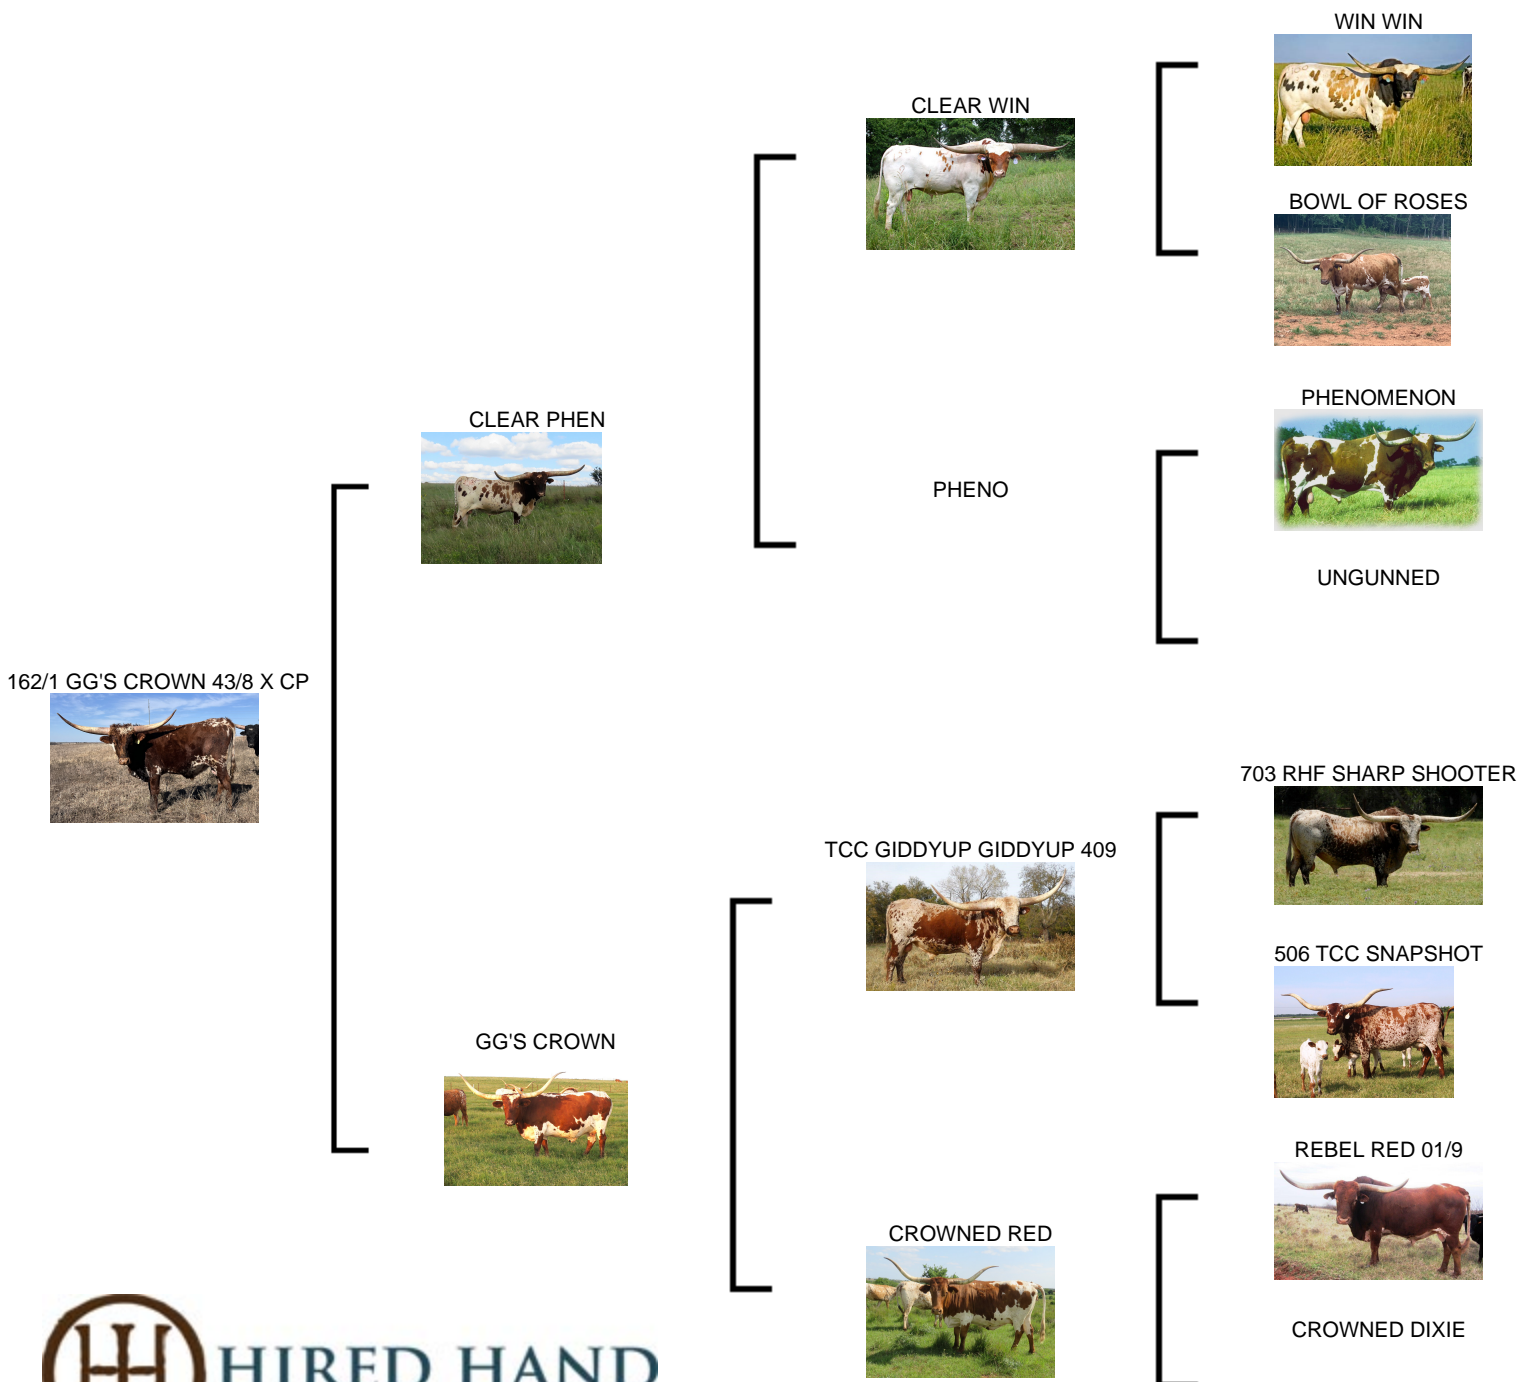 WIN WIN
CLEAR WIN
BOWL OF ROSES
PHENOMENON
CLEAR PHEN
PHENO
UNGUNNED
162/1 GG'S CROWN 43/8 X CP
703 RHF SHARP SHOOTER
TCC GIDDYUP GIDDYUP 409
506 TCC SNAPSHOT
GG'S CROWN
REBEL RED 01/9
CROWNED RED
CROWNED DIXIE
HIRED HAND